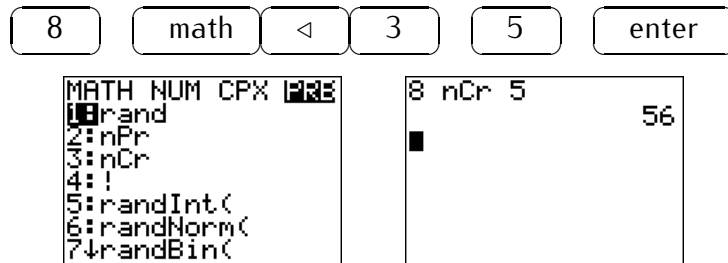 8 math ◁ 3 5 enter
MATH NUM CPX PRB
1:rand
2:nPr
3:nCr
4:!
5:randInt(
6:randNorm(
7↓randBin(
8 nCr 5
56